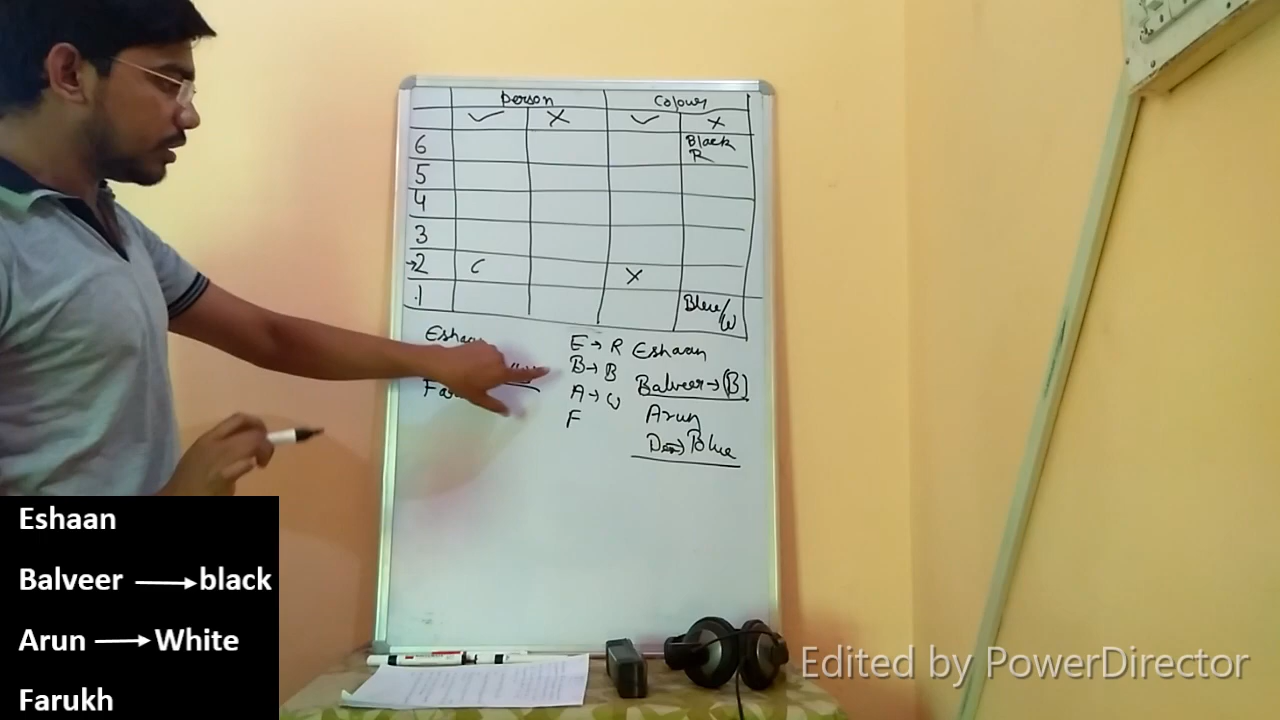 Person Colour
✓ X ✓ X
6 Black R
5
4
3
→2 C X
1 Blue/W
Eshaan
E → R Eshaan
B → B Balveer → (B)
A → W Arun
F D → Blue
Eshaan
Balveer → black
Arun → White
Farukh
Edited by PowerDirector